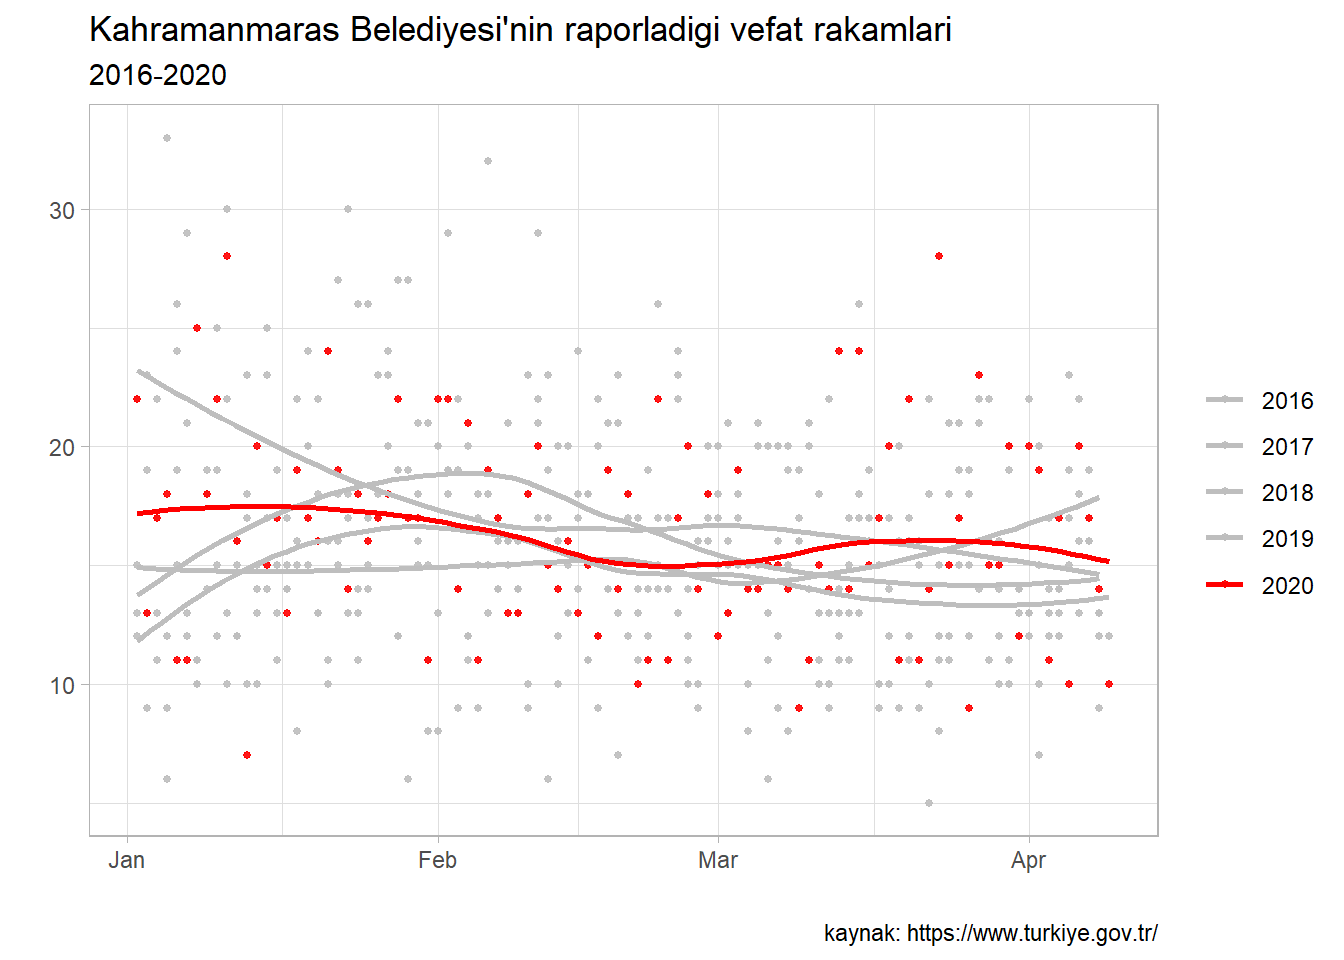 Kahramanmaras Belediyesi'nin raporladigi vefat rakamlari
2016-2020
30
20
10
Jan
Feb
Mar
Apr
2016
2017
2018
2019
2020
kaynak: https://www.turkiye.gov.tr/